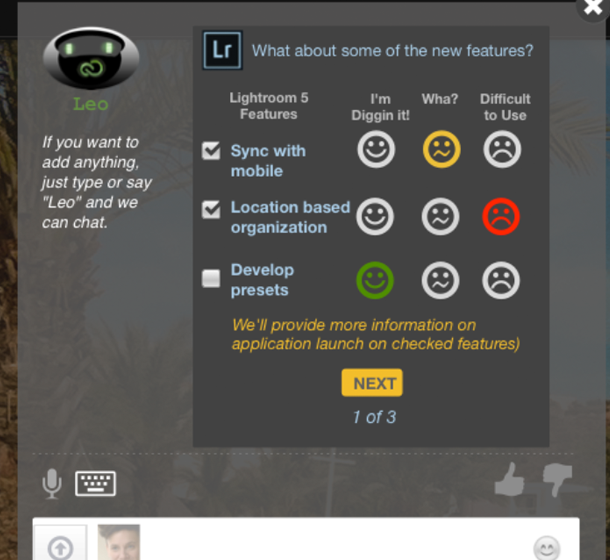 Lr
What about some of the new features?
Leo
If you want to
add anything,
just type or say
"Leo" and we
can chat.
Lightroom 5
Features
I'm
Diggin it!
Wha?
Difficult
to Use
Sync with
mobile
Location based
organization
Develop
presets
We'll provide more information on
application launch on checked features)
NEXT
1 of 3